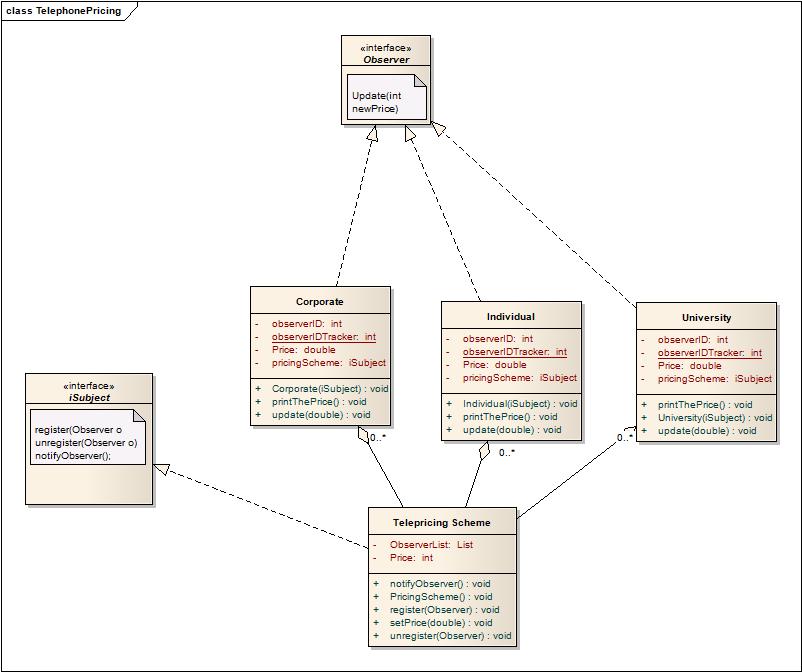 class TelephonePricing
«interface»
Observer
Update(int
newPrice)
Corporate
- observerID: int
- observerIDTracker: int
- Price: double
- pricingScheme: iSubject
+ Corporate(iSubject) : void
+ printThePrice() : void
+ update(double) : void
Individual
- observerID: int
- observerIDTracker: int
- Price: double
- pricingScheme: iSubject
+ Individual(iSubject) : void
+ printThePrice() : void
+ update(double) : void
University
- observerID: int
- observerIDTracker: int
- Price: double
- pricingScheme: iSubject
+ printThePrice() : void
+ University(iSubject) : void
+ update(double) : void
«interface»
iSubject
register(Observer o
unregister(Observer o)
notifyObserver();
0..*
0..*
0..*
Telepricing Scheme
- ObserverList: List
- Price: int
+ notifyObserver() : void
+ PricingScheme() : void
+ register(Observer) : void
+ setPrice(double) : void
+ unregister(Observer) : void